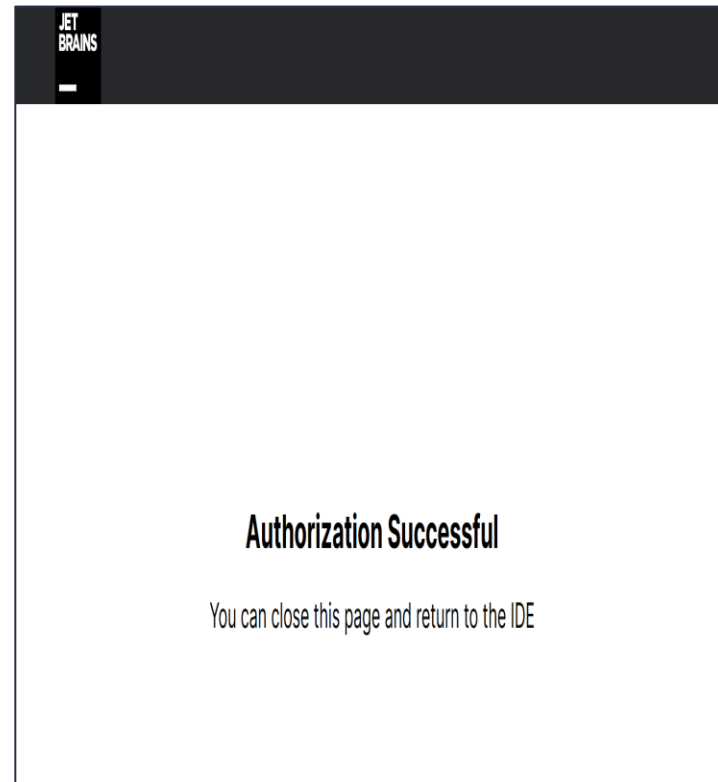 JET
BRAINS
Authorization Successful
You can close this page and return to the IDE